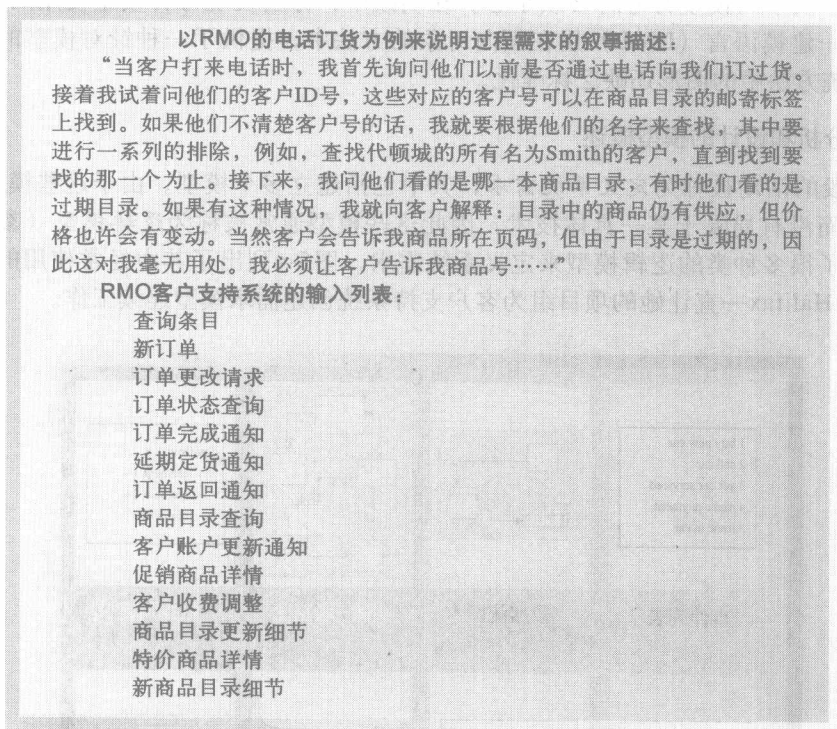 以RMO的电话订货为例来说明过程需求的叙事描述：
“当客户打来电话时，我首先询问他们以前是否通过电话向我们订过货。
接着我试着问他们的客户ID号，这些对应的客户号可以在商品目录的邮寄标签
上找到。如果他们不清楚客户号的话，我就要根据他们的名字来查找，其中要
进行一系列的排除，例如，查找代顿城的所有名为Smith的客户，直到找到要
找的那一个为止。接下来，我问他们看的是哪一本商品目录，有时他们看的是
过期目录。如果有这种情况，我就向客户解释：目录中的商品仍有供应，但价
格也许会有变动。当然客户会告诉我商品所在页码，但由于目录是过期的，因
此这对我毫无用处。我必须让客户告诉我商品号……”
RMO客户支持系统的输入列表：
查询条目
新订单
订单更改请求
订单状态查询
订单完成通知
延期定货通知
订单返回通知
商品目录查询
客户账户更新通知
促销商品详情
客户收费调整
商品目录更新细节
特价商品详情
新商品目录细节